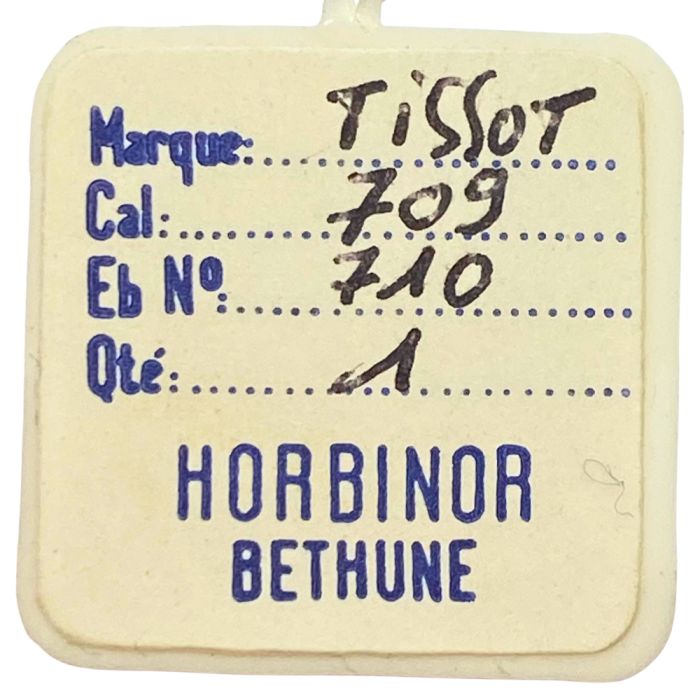 Marque: TISSOT
Cal: 709
Eb Nº: 710
Qté: 1
HORBINOR
BETHUNE